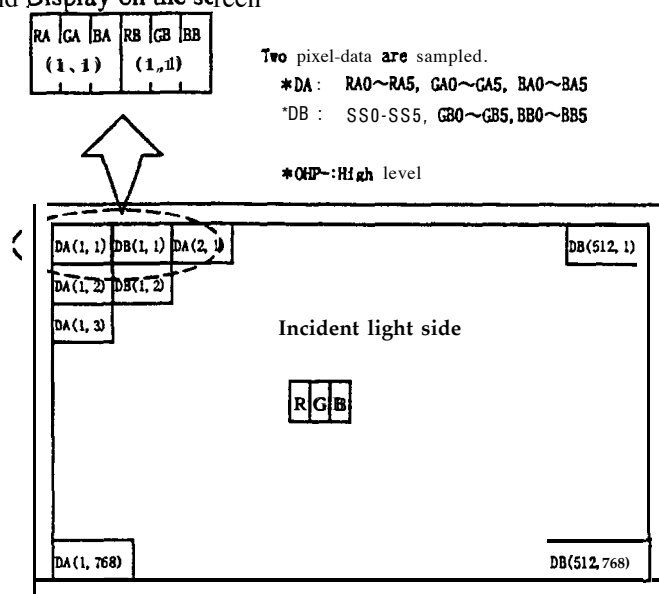 nd Display on the screen
RA GA BA RB GB BB
(1、1) (1,,1)
Two pixel-data are sampled.
*DA : RA0~RA5, GA0~GA5, BA0~BA5
*DB : SS0-SS5, GB0~GB5, BB0~BB5
*OHP-:High level
DA(1, 1) DB(1, 1) DA(2, 1) DB(512, 1)
DA(1, 2) DB(1, 2)
DA(1, 3)
Incident light side
R G B
DA(1, 768) DB(512, 768)